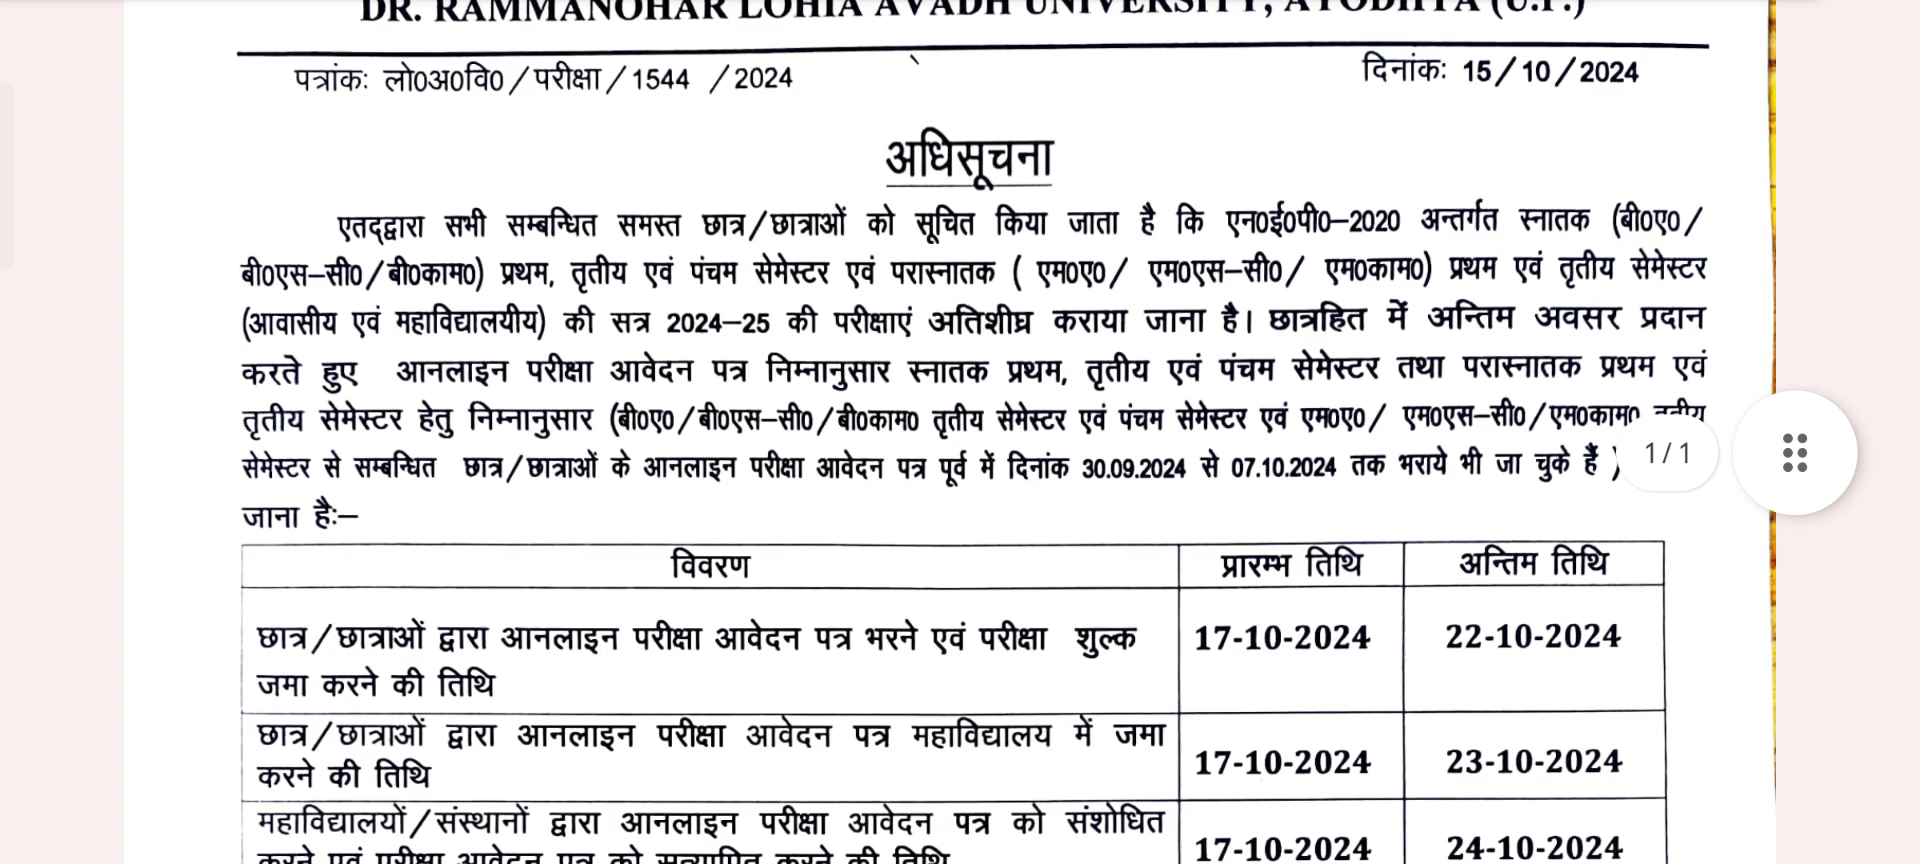 DR. RAMMANOHAR LOHIA AVADH UNIVERSITY, AYODHYA (U.P.)
पत्रांकः लो0अ0वि0/परीक्षा/1544 /2024 दिनांकः 15/10/2024
अधिसूचना
एतद्द्वारा सभी सम्बन्धित समस्त छात्र/छात्राओं को सूचित किया जाता है कि एन0ई0पी0-2020 अन्तर्गत स्नातक (बी0ए0/
बी0एस-सी0/बी0काम0) प्रथम, तृतीय एवं पंचम सेमेस्टर एवं परास्नातक ( एम0ए0/ एम0एस-सी0/ एम0काम0) प्रथम एवं तृतीय सेमेस्टर
(आवासीय एवं महाविद्यालयीय) की सत्र 2024-25 की परीक्षाएं अतिशीघ्र कराया जाना है। छात्रहित में अन्तिम अवसर प्रदान
करते हुए आनलाइन परीक्षा आवेदन पत्र निम्नानुसार स्नातक प्रथम, तृतीय एवं पंचम सेमेस्टर तथा परास्नातक प्रथम एवं
तृतीय सेमेस्टर हेतु निम्नानुसार (बी0ए0/बी0एस-सी0/बी0काम0 तृतीय सेमेस्टर एवं पंचम सेमेस्टर एवं एम0ए0/ एम0एस-सी0/एम0काम0 तृतीय
सेमेस्टर से सम्बन्धित छात्र/छात्राओं के आनलाइन परीक्षा आवेदन पत्र पूर्व में दिनांक 30.09.2024 से 07.10.2024 तक भराये भी जा चुके हैं ) 1/1
जाना हैः-
विवरण प्रारम्भ तिथि अन्तिम तिथि
छात्र/छात्राओं द्वारा आनलाइन परीक्षा आवेदन पत्र भरने एवं परीक्षा शुल्क 17-10-2024 22-10-2024
जमा करने की तिथि
छात्र/छात्राओं द्वारा आनलाइन परीक्षा आवेदन पत्र महाविद्यालय में जमा
करने की तिथि 17-10-2024 23-10-2024
महाविद्यालयों/संस्थानों द्वारा आनलाइन परीक्षा आवेदन पत्र को संशोधित
करने एवं परीक्षा आवेदन पत्र को सत्यापित करने की तिथि 17-10-2024 24-10-2024